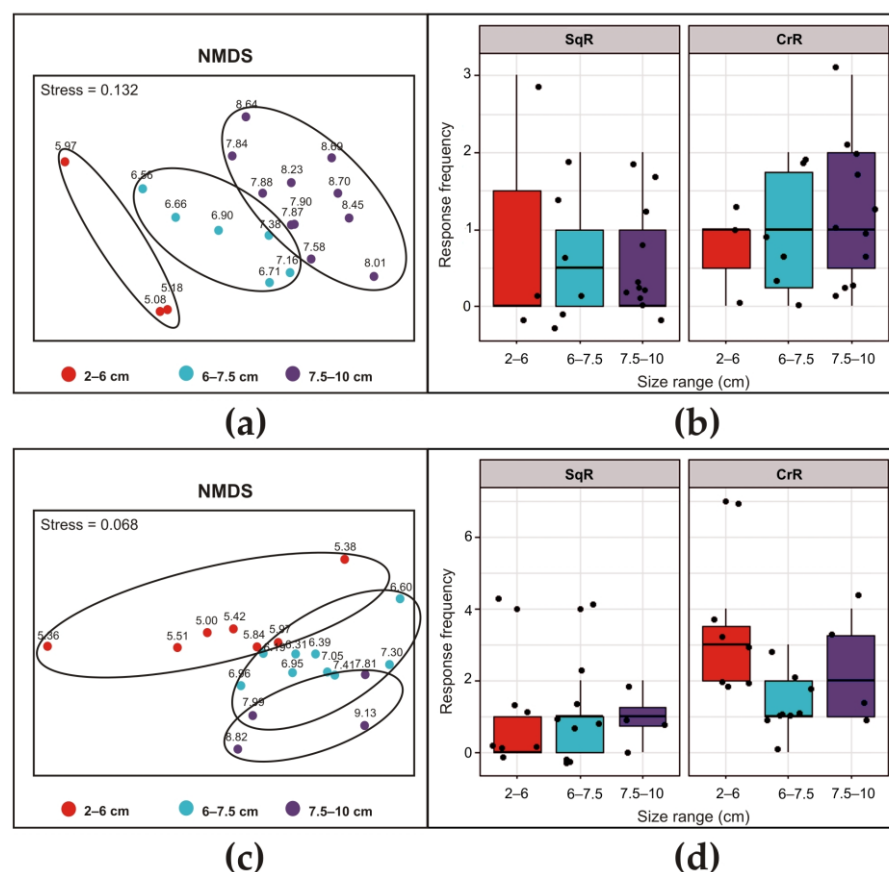 NMDS
Stress = 0.132
8.64
5.97
7.84
8.69
6.56
7.88
8.23
8.70
6.66
6.90
7.90
7.87
8.45
7.38
7.58
7.16
6.71
8.01
5.18
5.08
2–6 cm
6–7.5 cm
7.5–10 cm
(a)
SqR
CrR
Response frequency
3
2
1
0
2–6
6–7.5
7.5–10
2–6
6–7.5
7.5–10
Size range (cm)
(b)
NMDS
Stress = 0.068
5.38
6.60
5.36
5.51
5.00
5.42
5.84
5.97
6.31
6.39
7.05
7.30
6.96
6.95
7.41
7.81
7.99
9.13
8.82
2–6 cm
6–7.5 cm
7.5–10 cm
(c)
SqR
CrR
Response frequency
6
4
2
0
2–6
6–7.5
7.5–10
2–6
6–7.5
7.5–10
Size range (cm)
(d)